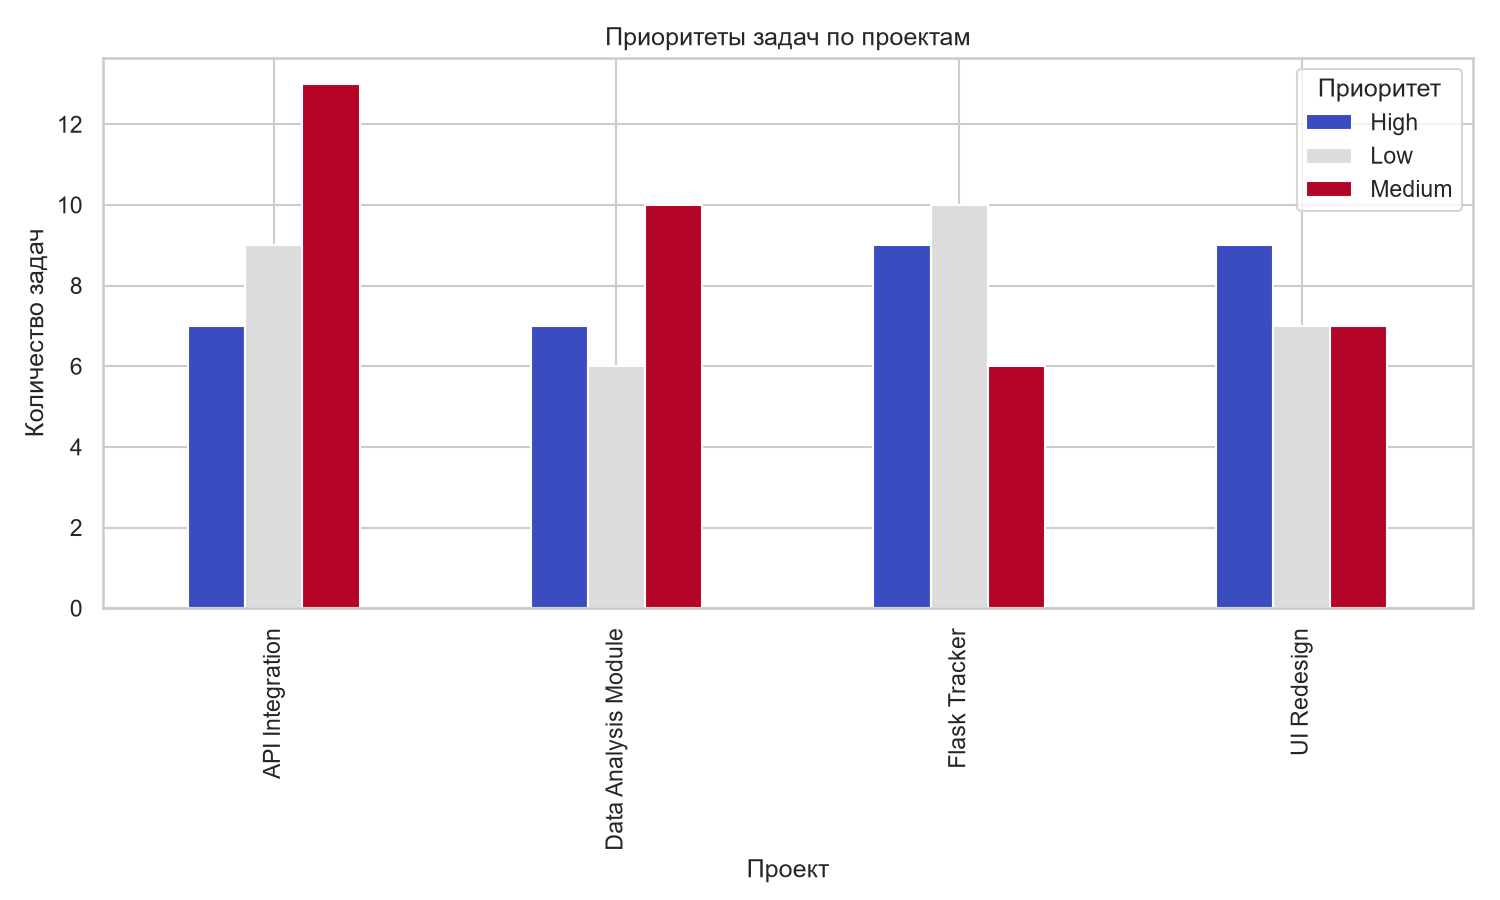 Приоритеты задач по проектам
Приоритет
High
Low
Medium
Количество задач
12
10
8
6
4
2
0
API Integration
Data Analysis Module
Flask Tracker
UI Redesign
Проект